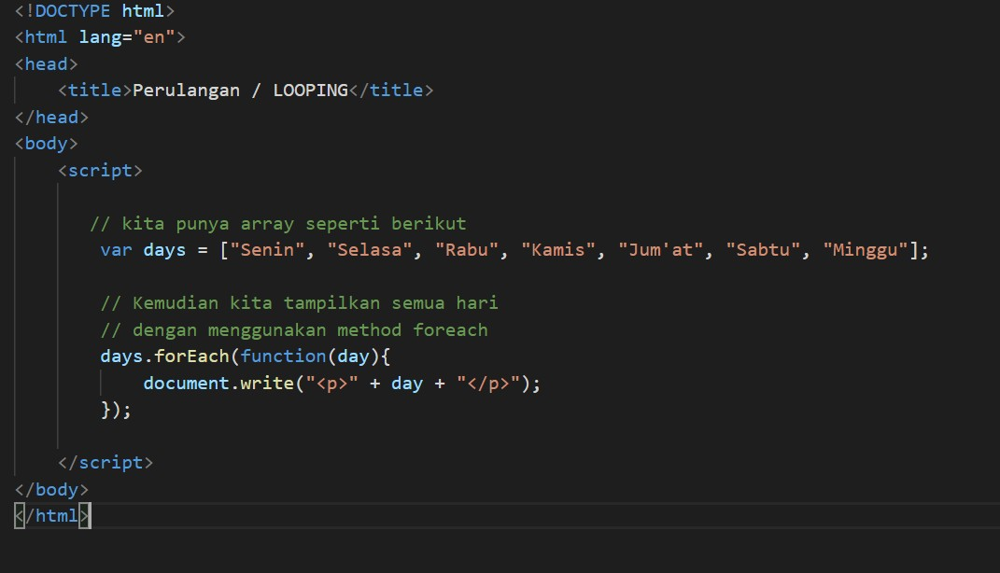 <!DOCTYPE html>
<html lang="en">
<head>
    <title>Perulangan / LOOPING</title>
</head>
<body>
    <script>

       // kita punya array seperti berikut
        var days = ["Senin", "Selasa", "Rabu", "Kamis", "Jum'at", "Sabtu", "Minggu"];

        // Kemudian kita tampilkan semua hari
        // dengan menggunakan method foreach
        days.forEach(function(day){
            document.write("<p>" + day + "</p>");
        });

    </script>
</body>
</html>